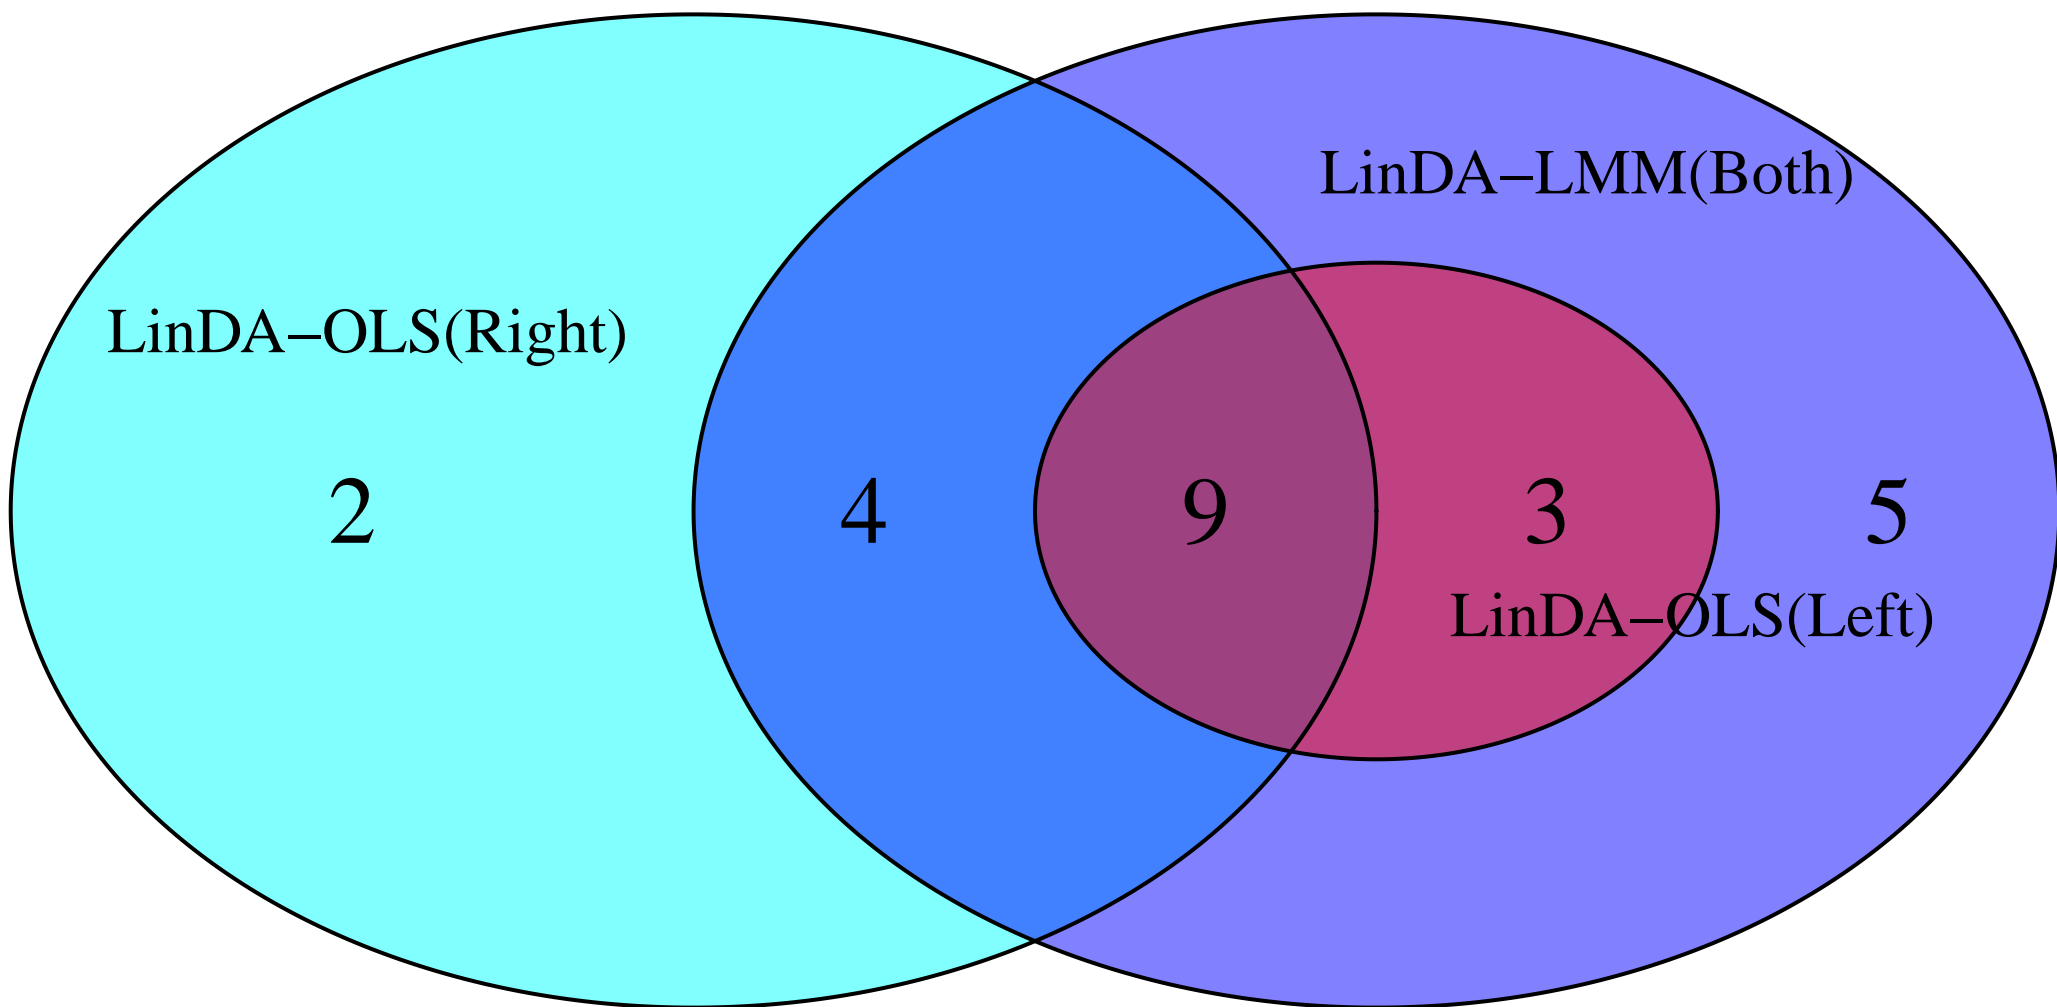 LinDA−LMM(Both)
LinDA−OLS(Right)
2 4 9 3 5
LinDA−OLS(Left)